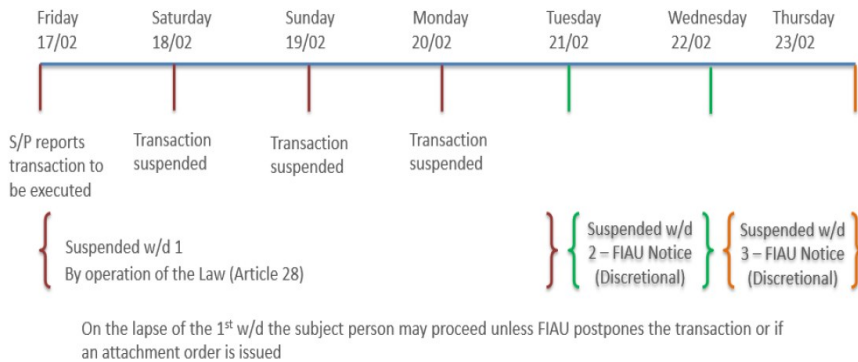 Friday
17/02
Saturday
18/02
Sunday
19/02
Monday
20/02
Tuesday
21/02
Wednesday
22/02
Thursday
23/02
S/P reports
transaction to
be executed
Transaction
suspended
Transaction
suspended
Transaction
suspended
Suspended w/d 1
By operation of the Law (Article 28)
Suspended w/d
2 – FIAU Notice
(Discretional)
Suspended w/d
3 – FIAU Notice
(Discretional)
On the lapse of the 1st w/d the subject person may proceed unless FIAU postpones the transaction or if
an attachment order is issued